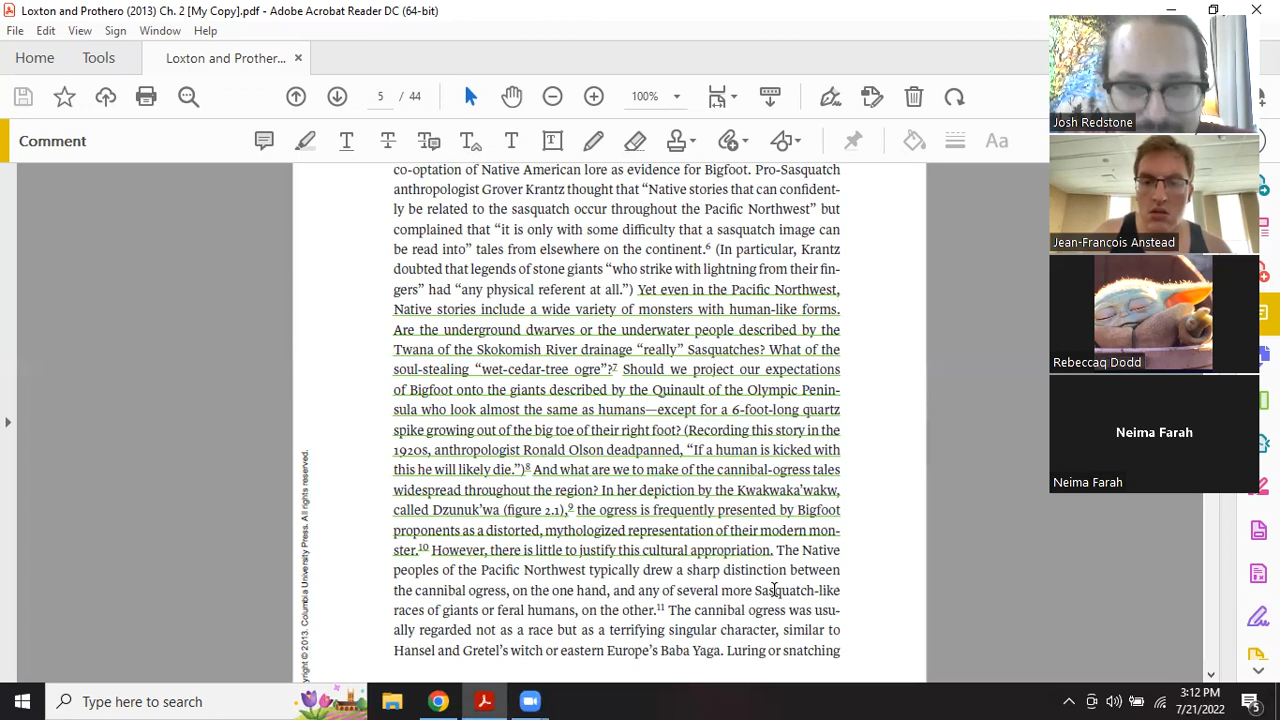 Loxton and Prothero (2013) Ch. 2 [My Copy].pdf - Adobe Acrobat Reader DC (64-bit)
File Edit View Sign Window Help
Home Tools Loxton and Prother... ×
5 / 44 100%
Comment
co-optation of Native American lore as evidence for Bigfoot. Pro-Sasquatch
anthropologist Grover Krantz thought that “Native stories that can confident-
ly be related to the sasquatch occur throughout the Pacific Northwest” but
complained that “it is only with some difficulty that a sasquatch image can
be read into” tales from elsewhere on the continent.6 (In particular, Krantz
doubted that legends of stone giants “who strike with lightning from their fin-
gers” had “any physical referent at all.”) Yet even in the Pacific Northwest,
Native stories include a wide variety of monsters with human-like forms.
Are the underground dwarves or the underwater people described by the
Twana of the Skokomish River drainage “really” Sasquatches? What of the
soul-stealing “wet-cedar-tree ogre”?7 Should we project our expectations
of Bigfoot onto the giants described by the Quinault of the Olympic Penin-
sula who look almost the same as humans—except for a 6-foot-long quartz
spike growing out of the big toe of their right foot? (Recording this story in the
1920s, anthropologist Ronald Olson deadpanned, “If a human is kicked with
this he will likely die.”)8 And what are we to make of the cannibal-ogress tales
widespread throughout the region? In her depiction by the Kwakwaka’wakw,
called Dzunuk’wa (figure 2.1),9 the ogress is frequently presented by Bigfoot
proponents as a distorted, mythologized representation of their modern mon-
ster.10 However, there is little to justify this cultural appropriation. The Native
peoples of the Pacific Northwest typically drew a sharp distinction between
the cannibal ogress, on the one hand, and any of several more Sasquatch-like
races of giants or feral humans, on the other.11 The cannibal ogress was usu-
ally regarded not as a race but as a terrifying singular character, similar to
Hansel and Gretel’s witch or eastern Europe’s Baba Yaga. Luring or snatching
yright © 2013. Columbia University Press. All rights reserved.
Josh Redstone
Jean-Francois Anstead
Rebeccaq Dodd
Neima Farah
Neima Farah
Type here to search
3:12 PM
7/21/2022
5